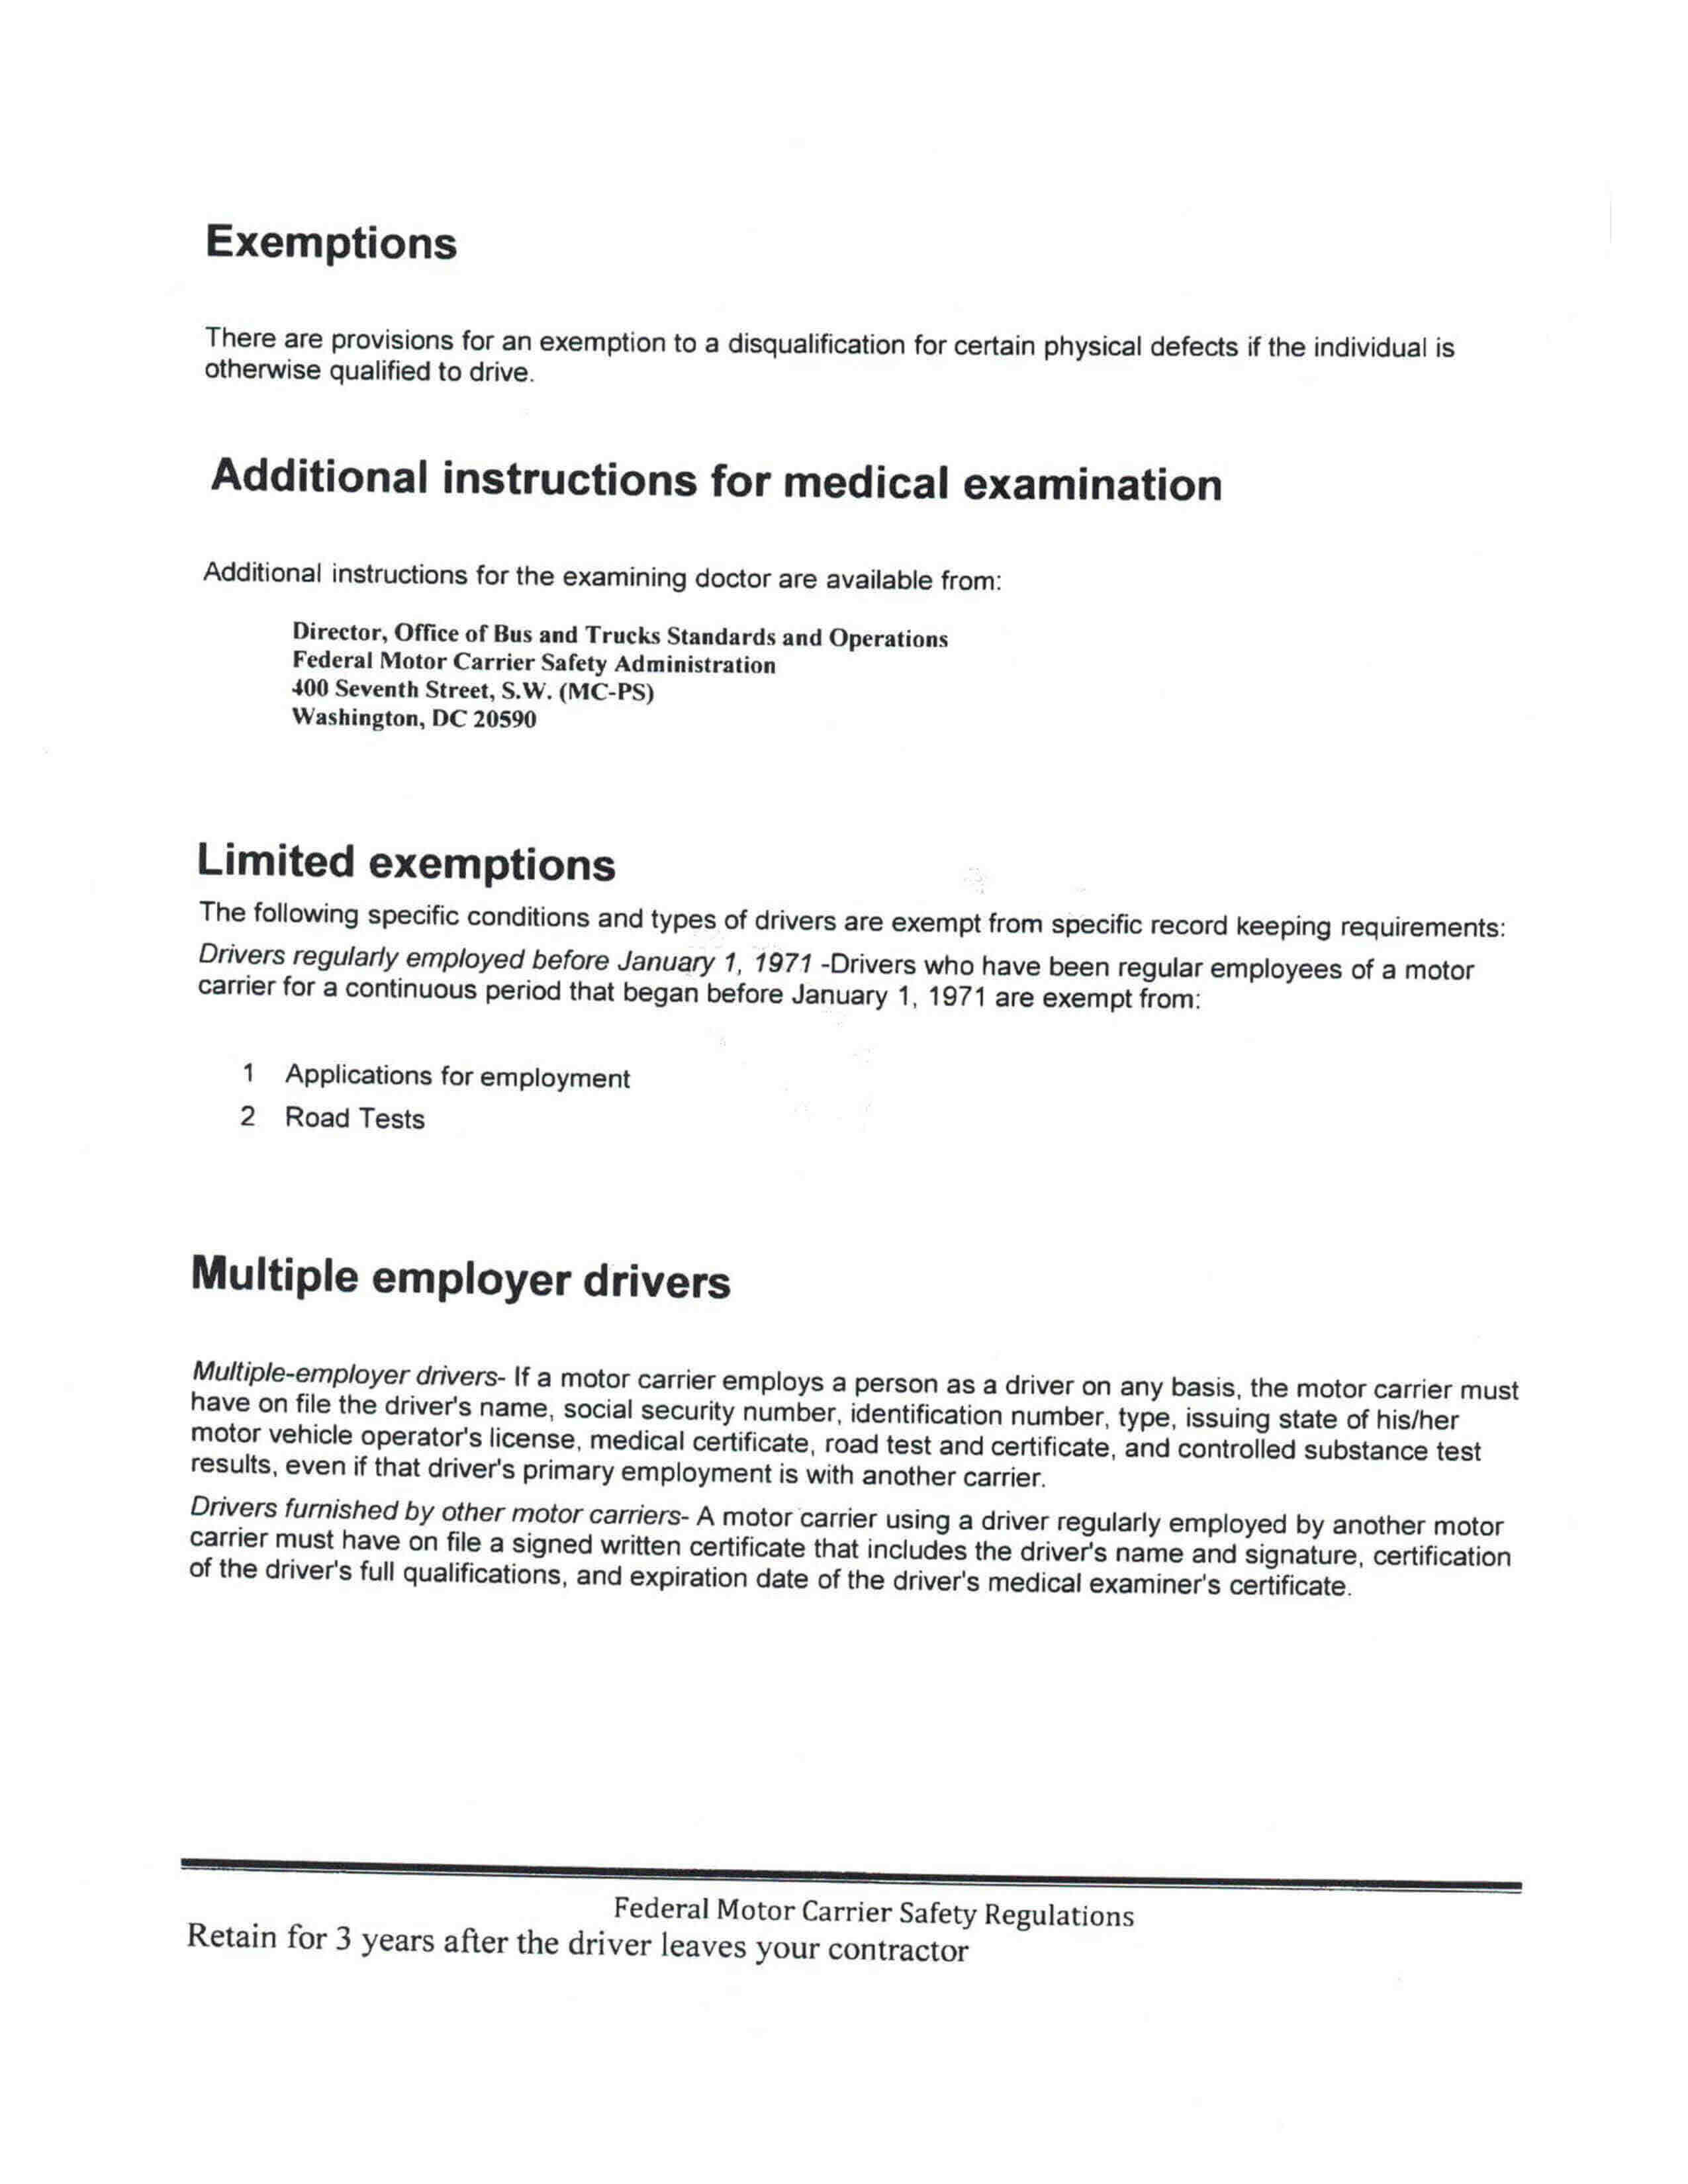 Exemptions
There are provisions for an exemption to a disqualification for certain physical defects if the individual is
otherwise qualified to drive.
Additional instructions for medical examination
Additional instructions for the examining doctor are available from:
Director, Office of Bus and Trucks Standards and Operations
Federal Motor Carrier Safety Administration
400 Seventh Street, S.W. (MC-PS)
Washington, DC 20590
Limited exemptions
The following specific conditions and types of drivers are exempt from specific record keeping requirements:
Drivers regularly employed before January 1, 1971 -Drivers who have been regular employees of a motor
carrier for a continuous period that began before January 1, 1971 are exempt from:
1 Applications for employment
2 Road Tests
Multiple employer drivers
Multiple-employer drivers- If a motor carrier employs a person as a driver on any basis, the motor carrier must
have on file the driver's name, social security number, identification number, type, issuing state of his/her
motor vehicle operator's license, medical certificate, road test and certificate, and controlled substance test
results, even if that driver's primary employment is with another carrier.
Drivers furnished by other motor carriers- A motor carrier using a driver regularly employed by another motor
carrier must have on file a signed written certificate that includes the driver's name and signature, certification
of the driver's full qualifications, and expiration date of the driver's medical examiner's certificate.
Federal Motor Carrier Safety Regulations
Retain for 3 years after the driver leaves your contractor